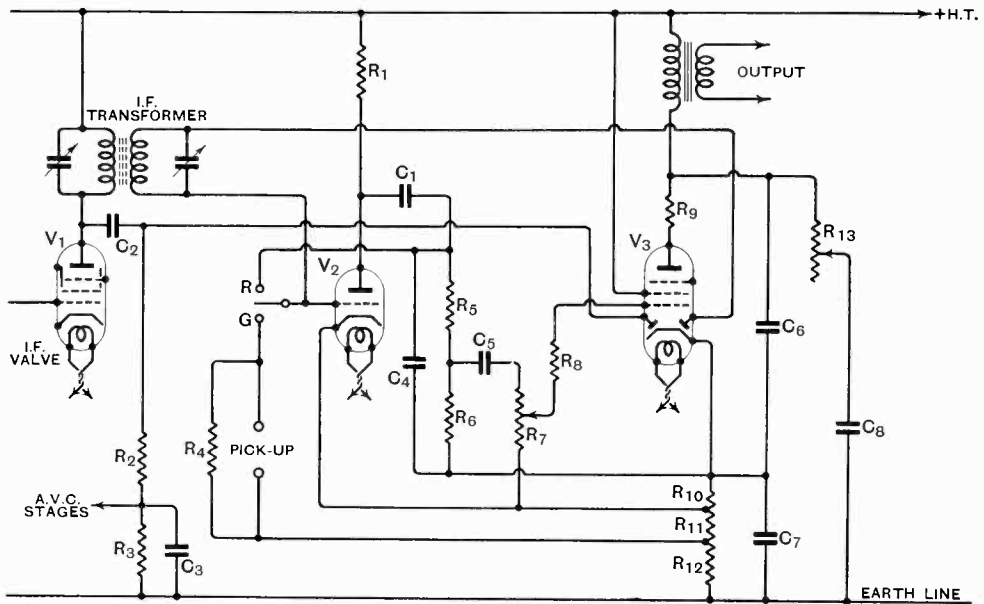 +H.T.
R1
OUTPUT
I.F.
TRANSFORMER
C1
C2
R9
R13
V1
V2
V3
R
G
R5
C5
R8
C6
I.F.
VALVE
C4
R6
R7
C8
R4
PICK-UP
R2
A.V.C.
STAGES
R10
R11
R12
C7
R3
C3
EARTH LINE